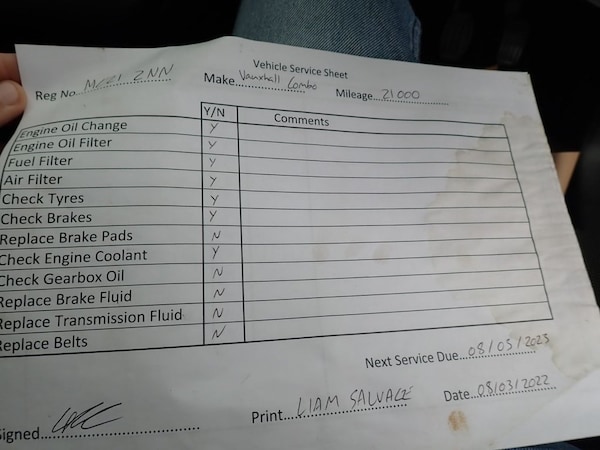 Vehicle Service Sheet
Reg No Make Vauxhall Combo Mileage 21000
Y/N Comments
Engine Oil Change Y
Engine Oil Filter Y
Fuel Filter Y
Air Filter Y
Check Tyres Y
Check Brakes Y
Replace Brake Pads N
Check Engine Coolant Y
Check Gearbox Oil N
Replace Brake Fluid N
Replace Transmission Fluid N
Replace Belts N
Next Service Due 08/05/2023
Signed Print LIAM SALVAGE Date 08/03/2022